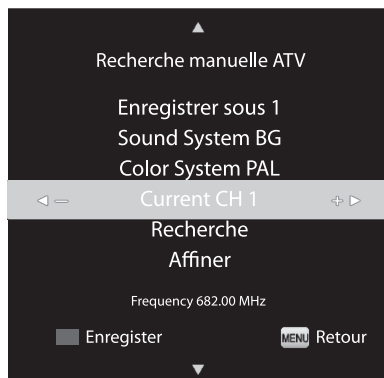 Recherche manuelle ATV
Enregistrer sous 1
Sound System BG
Color System PAL
Current CH 1
Recherche
Affiner
Frequency 682.00 MHz
Enregister MENU Retour